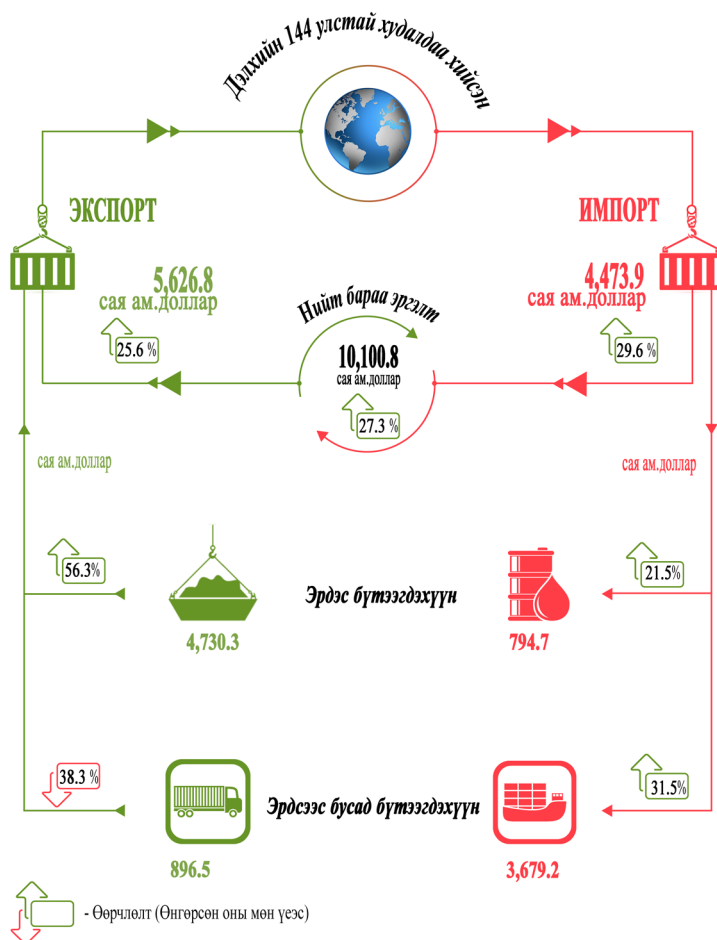 Дэлхийн 144 улстай худалдаа хийсэн
ЭКСПОРТ
ИМПОРТ
5,626.8
сая ам.доллар
25.6 %
4,473.9
сая ам.доллар
29.6 %
Нийт бараа эргэлт
10,100.8
сая ам.доллар
27.3 %
сая ам.доллар
сая ам.доллар
56.3%
4,730.3
Эрдэс бүтээгдэхүүн
794.7
21.5%
38.3 %
896.5
Эрдсээс бусад бүтээгдэхүүн
3,679.2
31.5%
- Өөрчлөлт (Өнгөрсөн оны мөн үеэс)